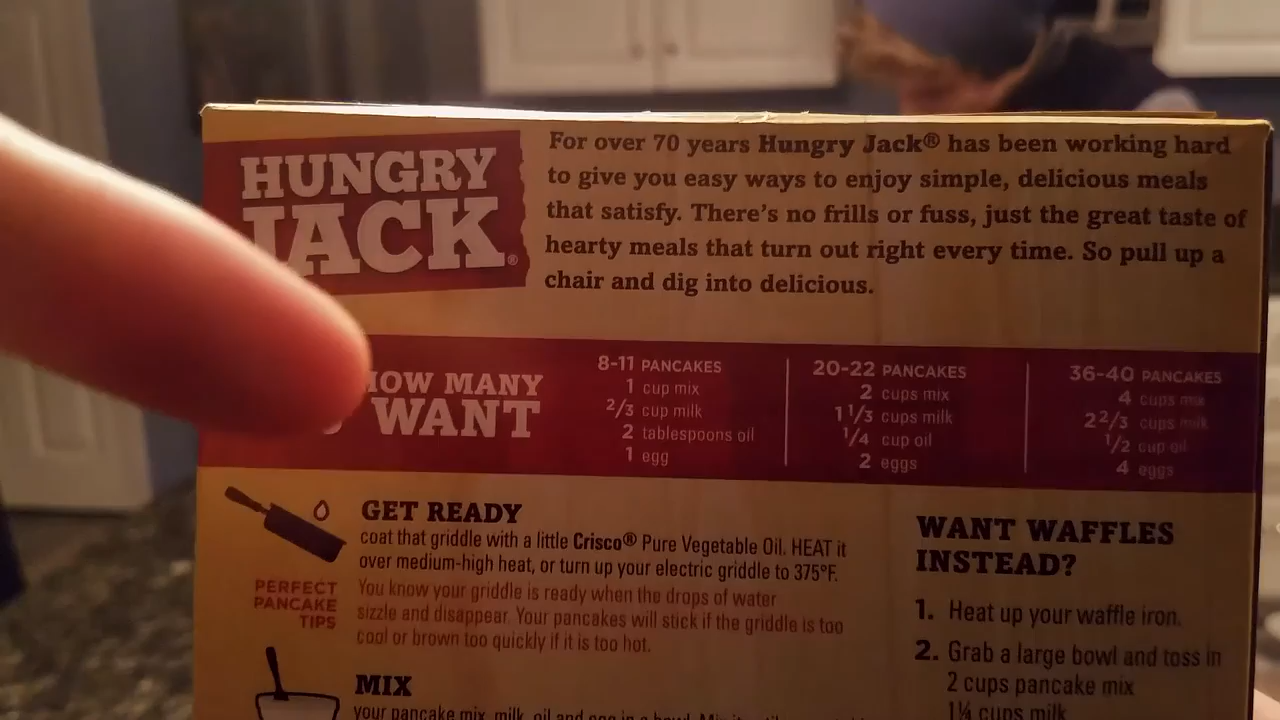 HUNGRY
JACK®
For over 70 years Hungry Jack® has been working hard
to give you easy ways to enjoy simple, delicious meals
that satisfy. There's no frills or fuss, just the great taste of
hearty meals that turn out right every time. So pull up a
chair and dig into delicious.
HOW MANY
WANT
8-11 PANCAKES
1 cup mix
2/3 cup milk
2 tablespoons oil
1 egg
20-22 PANCAKES
2 cups mix
1 1/3 cups milk
1/4 cup oil
2 eggs
36-40 PANCAKES
4 cups mix
2 2/3 cups milk
1/2 cup oil
4 eggs
GET READY
coat that griddle with a little Crisco® Pure Vegetable Oil. HEAT it
over medium-high heat, or turn up your electric griddle to 375°F.
PERFECT
PANCAKE
TIPS
You know your griddle is ready when the drops of water
sizzle and disappear. Your pancakes will stick if the griddle is too
cool or brown too quickly if it is too hot.
MIX
your pancake mix, milk, oil and egg in a bowl.
WANT WAFFLES
INSTEAD?
1. Heat up your waffle iron.
2. Grab a large bowl and toss in
2 cups pancake mix
1¼ cups milk